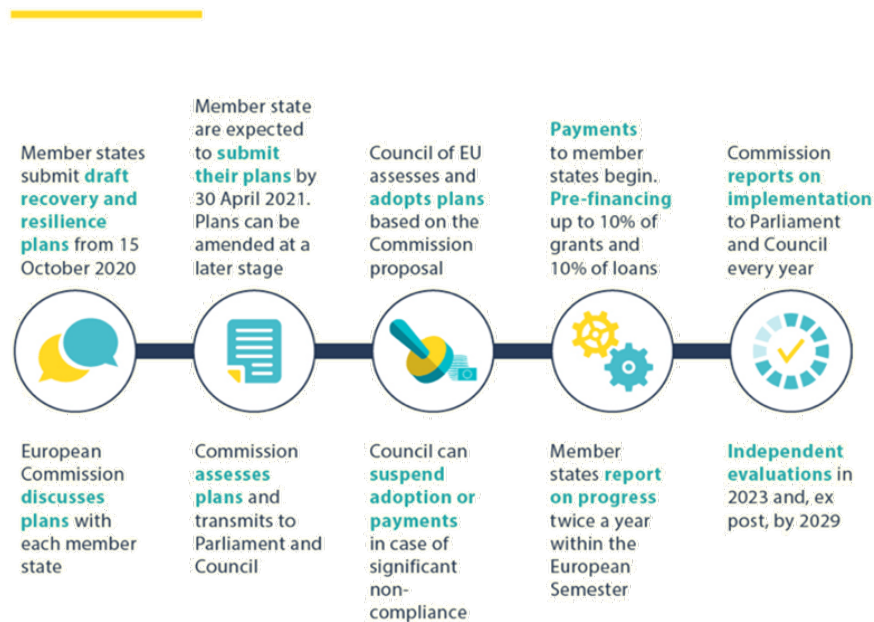 Member states
submit draft
recovery and
resilience
plans from 15
October 2020
Member state
are expected
to submit
their plans by
30 April 2021.
Plans can be
amended at a
later stage
Council of EU
assesses and
adopts plans
based on the
Commission
proposal
Payments
to member
states begin.
Pre-financing
up to 10% of
grants and
10% of loans
Commission
reports on
implementation
to Parliament
and Council
every year
European
Commission
discusses
plans with
each member
state
Commission
assesses
plans and
transmits to
Parliament and
Council
Council can
suspend
adoption or
payments
in case of
significant
non-
compliance
Member
states report
on progress
twice a year
within the
European
Semester
Independent
evaluations in
2023 and, ex
post, by 2029